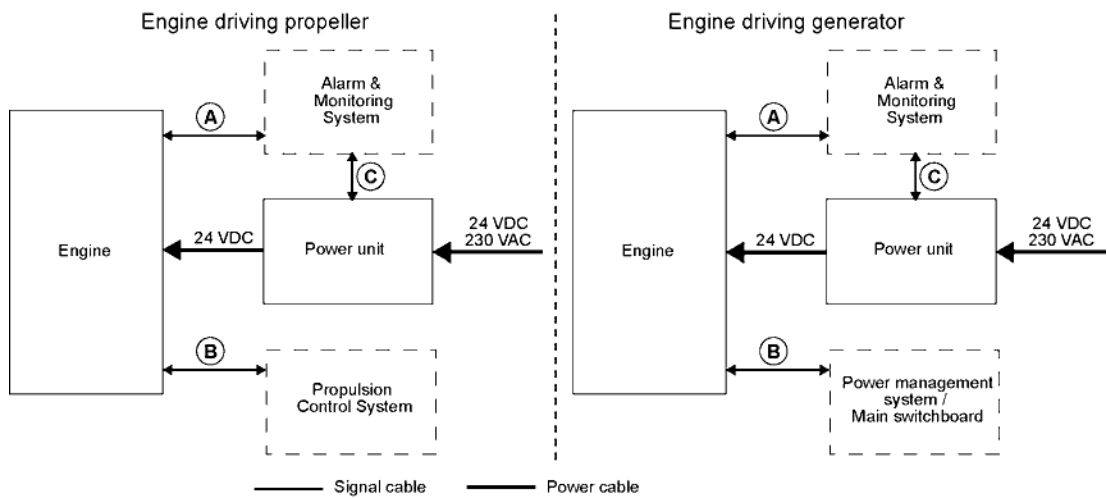 Engine driving propeller
Alarm &
Monitoring
System
A
C
Engine
24 VDC
Power unit
24 VDC
230 VAC
B
Propulsion
Control System
Engine driving generator
Alarm &
Monitoring
System
A
C
Engine
24 VDC
Power unit
24 VDC
230 VAC
B
Power management
system /
Main switchboard
Signal cable
Power cable